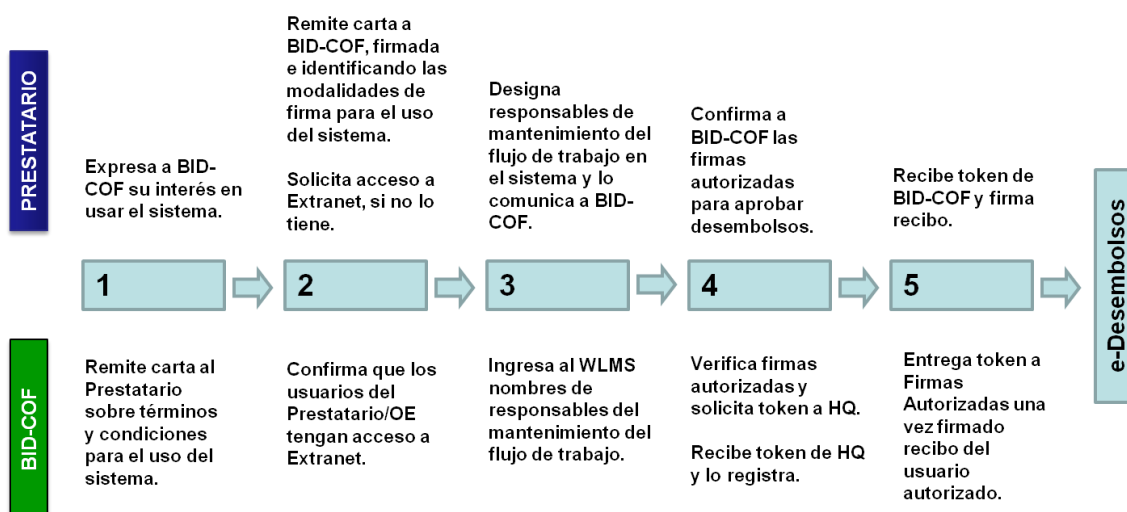 PRESTATARIO
Expresa a BID-
COF su interés en
usar el sistema.
Remite carta a
BID-COF, firmada
e identificando las
modalidades de
firma para el uso
del sistema.
Solicita acceso a
Extranet, si no lo
tiene.
Designa
responsables de
mantenimiento del
flujo de trabajo en
el sistema y lo
comunica a BID-
COF.
Confirma a
BID-COF las
firmas
autorizadas
para aprobar
desembolsos.
Recibe token de
BID-COF y firma
recibo.
1
2
3
4
5
e-Desembolsos
BID-COF
Remite carta al
Prestatario
sobre términos
y condiciones
para el uso del
sistema.
Confirma que los
usuarios del
Prestatario/OE
tengan acceso a
Extranet.
Ingresa al WLMS
nombres de
responsables del
mantenimiento del
flujo de trabajo.
Verifica firmas
autorizadas y
solicita token a HQ.
Recibe token de HQ
y lo registra.
Entrega token a
Firmas
Autorizadas una
vez firmado
recibo del
usuario
autorizado.